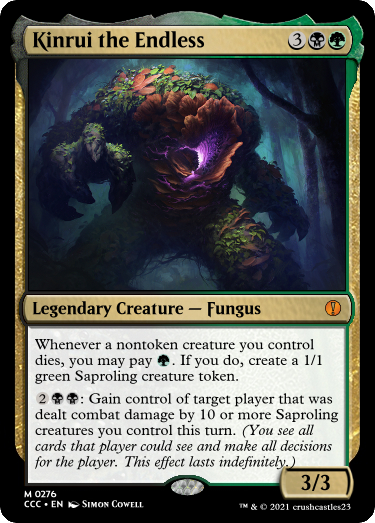 Kinrui the Endless 3
Legendary Creature — Fungus
Whenever a nontoken creature you control
dies, you may pay . If you do, create a 1/1
green Saproling creature token.
2 : Gain control of target player that was
dealt combat damage by 10 or more Saproling
creatures you control this turn. (You see all
cards that player could see and make all decisions
for the player. This effect lasts indefinitely.)
3/3
M 0276
CCC • EN Simon Cowell
™ & © 2021 crushcastles23